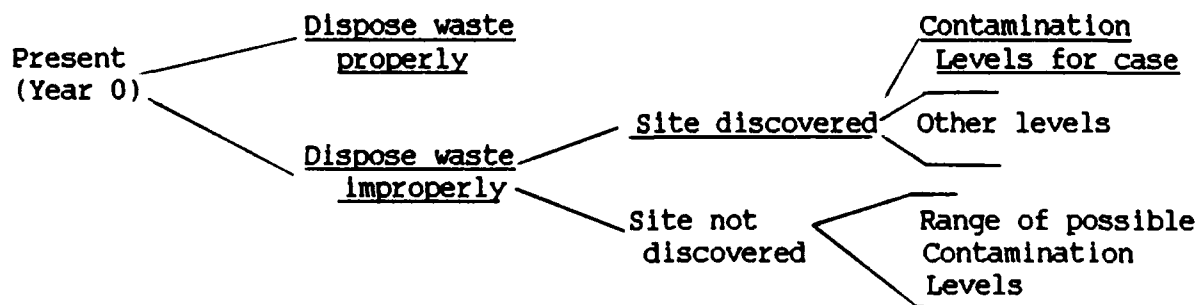 Present
(Year 0)
Dispose waste
properly
Dispose waste
improperly
Site discovered
Site not
discovered
Contamination
Levels for case
Other levels
Range of possible
Contamination
Levels